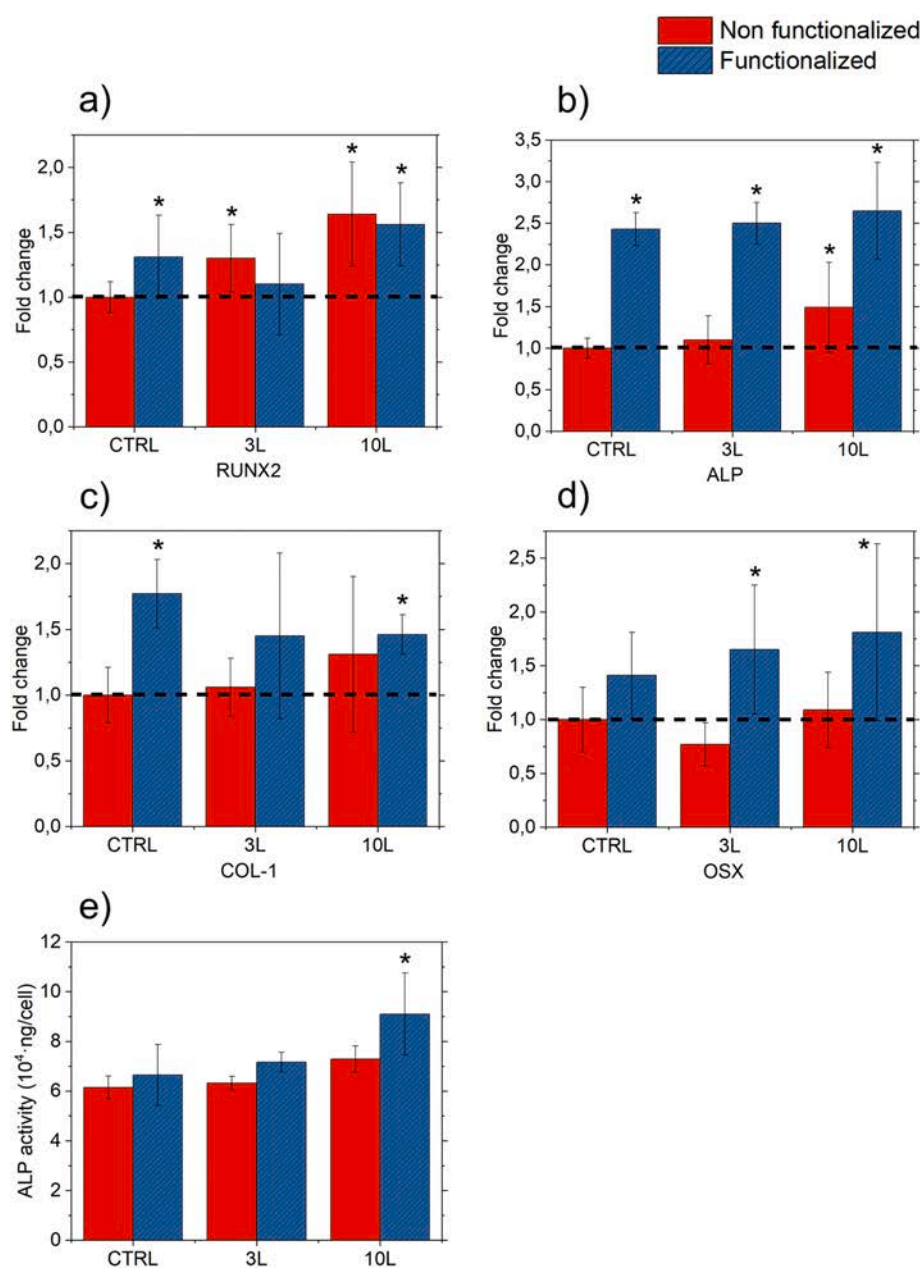 Non functionalized
Functionalized
a)
*
*
*
*
2,0
1,5
1,0
0,5
0,0
Fold change
CTRL
3L
10L
RUNX2
b)
*
*
*
*
3,5
3,0
2,5
2,0
1,5
1,0
0,5
0,0
Fold change
CTRL
3L
10L
ALP
c)
*
*
2,0
1,5
1,0
0,5
0,0
Fold change
CTRL
3L
10L
COL-1
d)
*
*
2,5
2,0
1,5
1,0
0,5
0,0
Fold change
CTRL
3L
10L
OSX
e)
*
12
10
8
6
4
2
0
ALP activity (10⁴·ng/cell)
CTRL
3L
10L